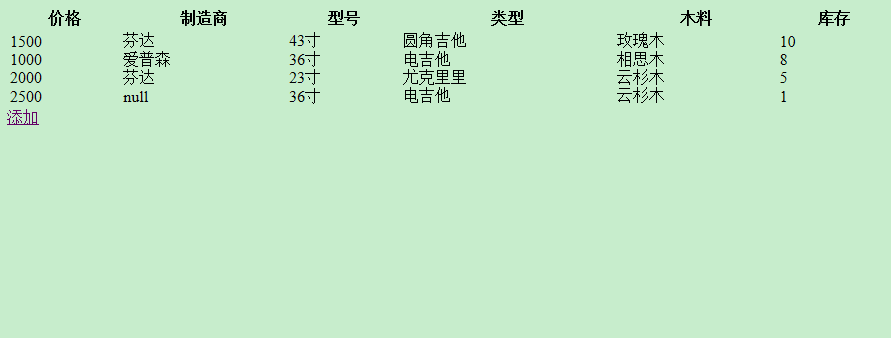 价格 制造商 型号 类型 木料 库存
1500 芬达 43寸 圆角吉他 玫瑰木 10
1000 爱普森 36寸 电吉他 相思木 8
2000 芬达 23寸 尤克里里 云杉木 5
2500 null 36寸 电吉他 云杉木 1
添加